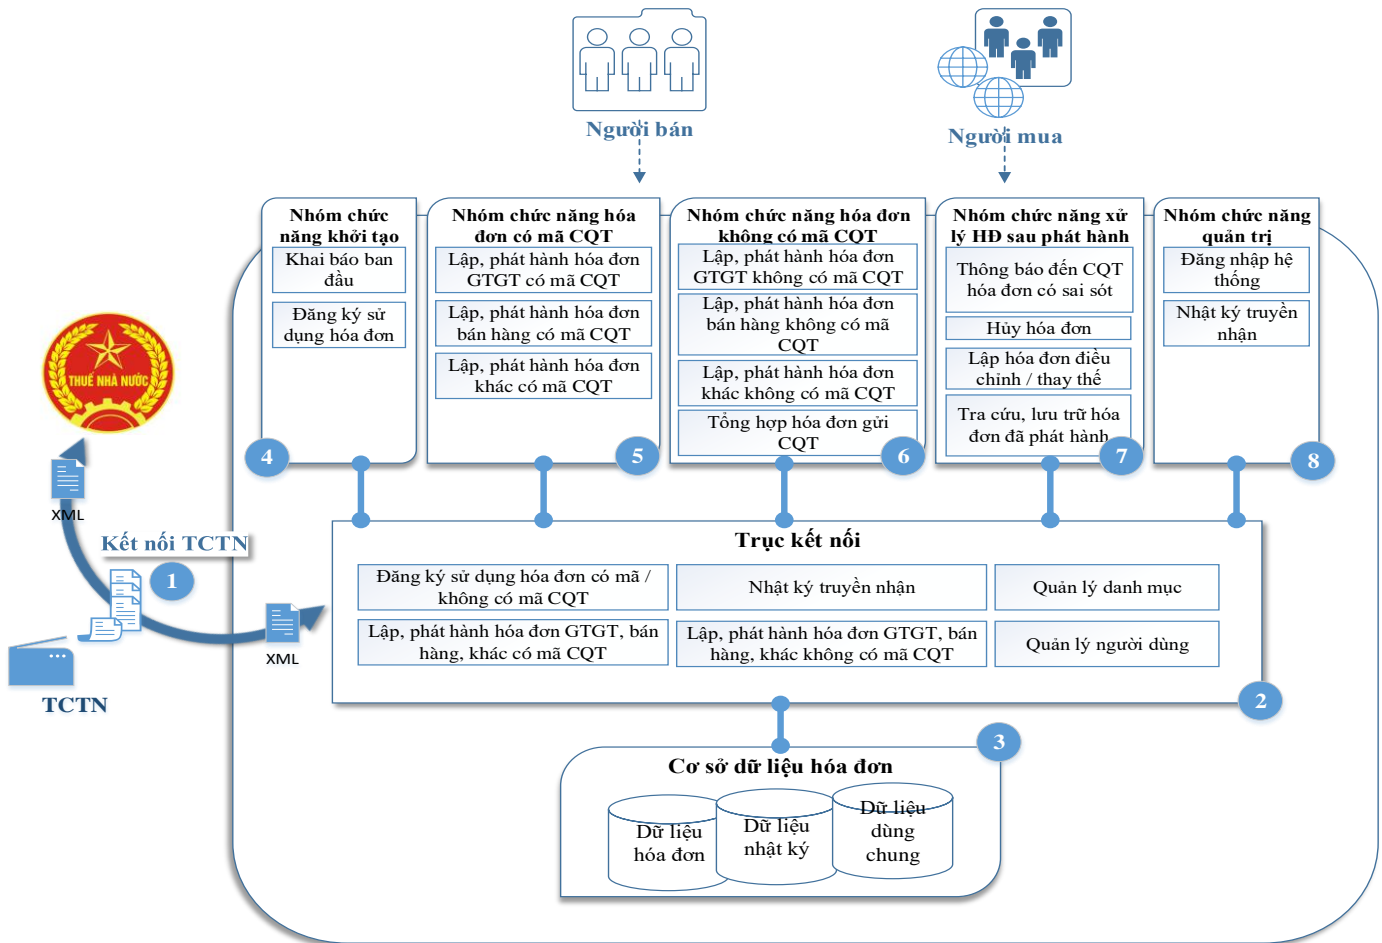 Người bán
Người mua
Nhóm chức
năng khởi tạo
Khai báo ban
đầu
Đăng ký sử
dụng hóa đơn
4
Nhóm chức năng hóa
đơn có mã CQT
Lập, phát hành hóa đơn
GTGT có mã CQT
Lập, phát hành hóa đơn
bán hàng có mã CQT
Lập, phát hành hóa đơn
khác có mã CQT
5
Nhóm chức năng hóa đơn
không có mã CQT
Lập, phát hành hóa đơn
GTGT không có mã CQT
Lập, phát hành hóa đơn
bán hàng không có mã
CQT
Lập, phát hành hóa đơn
khác không có mã CQT
Tổng hợp hóa đơn gửi
CQT
6
Nhóm chức năng xử
lý HĐ sau phát hành
Thông báo đến CQT
hóa đơn có sai sót
Hủy hóa đơn
Lập hóa đơn điều
chỉnh / thay thế
Tra cứu, lưu trữ hóa
đơn đã phát hành
7
Nhóm chức năng
quản trị
Đăng nhập hệ
thống
Nhật ký truyền
nhận
8
THUẾ NHÀ NƯỚC
XML
Kết nối TCTN
1
XML
TCTN
Trục kết nối
Đăng ký sử dụng hóa đơn có mã /
không có mã CQT
Nhật ký truyền nhận
Quản lý danh mục
Lập, phát hành hóa đơn GTGT, bán
hàng, khác có mã CQT
Lập, phát hành hóa đơn GTGT, bán
hàng, khác không có mã CQT
Quản lý người dùng
2
3
Cơ sở dữ liệu hóa đơn
Dữ liệu
hóa đơn
Dữ liệu
nhật ký
Dữ liệu
dùng
chung